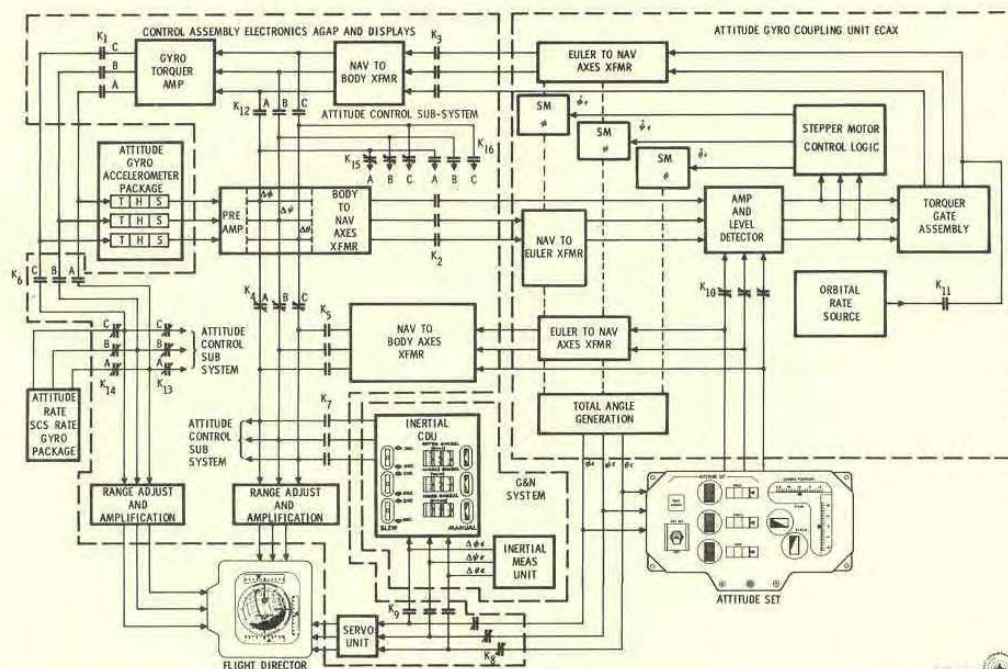 CONTROL ASSEMBLY ELECTRONICS AGAP AND DISPLAYS
ATTITUDE GYRO COUPLING UNIT ECAX
K1
C
B
A
GYRO
TORQUER
AMP
NAV TO
BODY XFMR
K3
EULER TO NAV
AXES XFMR
K12
A B C
ATTITUDE CONTROL SUB-SYSTEM
K15
A B C
A B C
K16
SM
ϕ
SM
SM
STEPPER MOTOR
CONTROL LOGIC
ATTITUDE
GYRO
ACCELEROMETER
PACKAGE
T H S
T H S
T H S
PRE
AMP
Δϕ
Δψ
Δθ
BODY
TO
NAV
AXES
XFMR
K2
NAV TO
EULER XFMR
AMP
AND
LEVEL
DETECTOR
TORQUER
GATE
ASSEMBLY
K6
C B A
K4
A B C
K5
NAV TO
BODY AXES
XFMR
EULER TO NAV
AXES XFMR
K10
ORBITAL
RATE
SOURCE
K11
C
B
A
C
B
A
K14
K13
ATTITUDE
CONTROL
SUB
SYSTEM
ATTITUDE
RATE
SCS RATE
GYRO
PACKAGE
ATTITUDE
CONTROL
SUB
SYSTEM
K7
TOTAL ANGLE
GENERATION
INERTIAL
CDU
SLEW
MANUAL
G&N
SYSTEM
RANGE ADJUST
AND
AMPLIFICATION
RANGE ADJUST
AND
AMPLIFICATION
INERTIAL
MEAS
UNIT
ATTITUDE SET
ATTITUDE SET
K9
SERVO
UNIT
K8
FLIGHT DIRECTOR